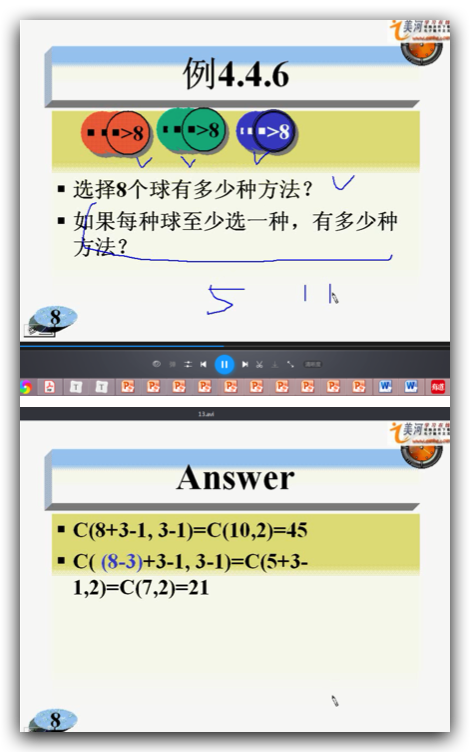 美河
例4.4.6
>8
>8
>8
▪ 选择8个球有多少种方法？
▪ 如果每种球至少选一种，有多少种
方法？
5 11
8
13.avi
美河
Answer
▪ C(8+3-1, 3-1)=C(10,2)=45
▪ C( (8-3)+3-1, 3-1)=C(5+3-
1,2)=C(7,2)=21
8